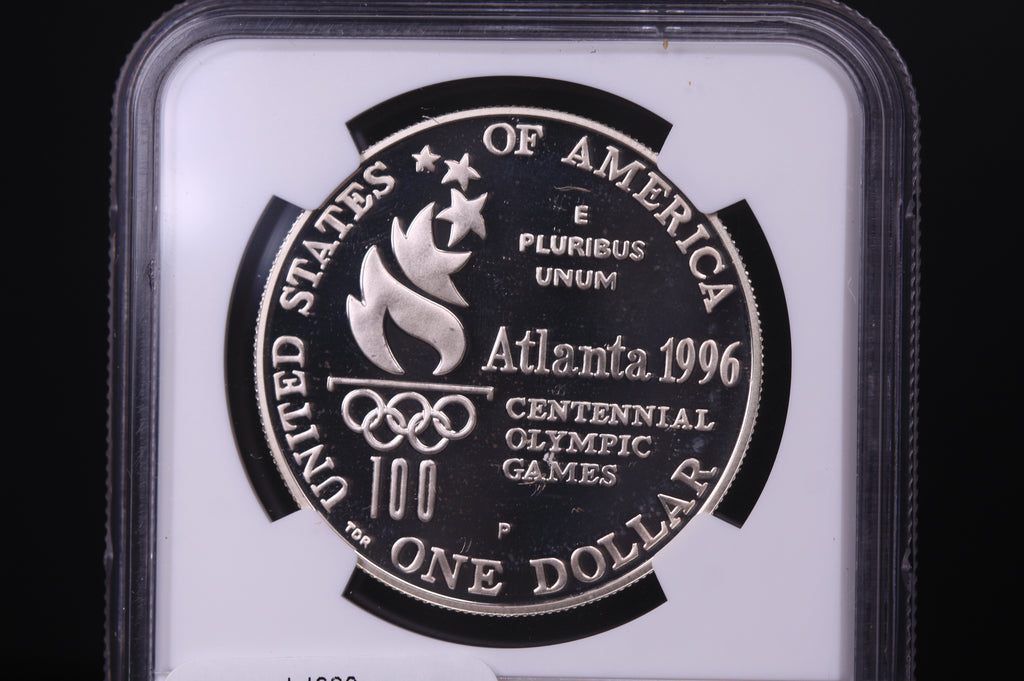 UNITED STATES OF AMERICA
E
PLURIBUS
UNUM
Atlanta 1996
CENTENNIAL
OLYMPIC
GAMES
100
P
TDR
ONE DOLLAR